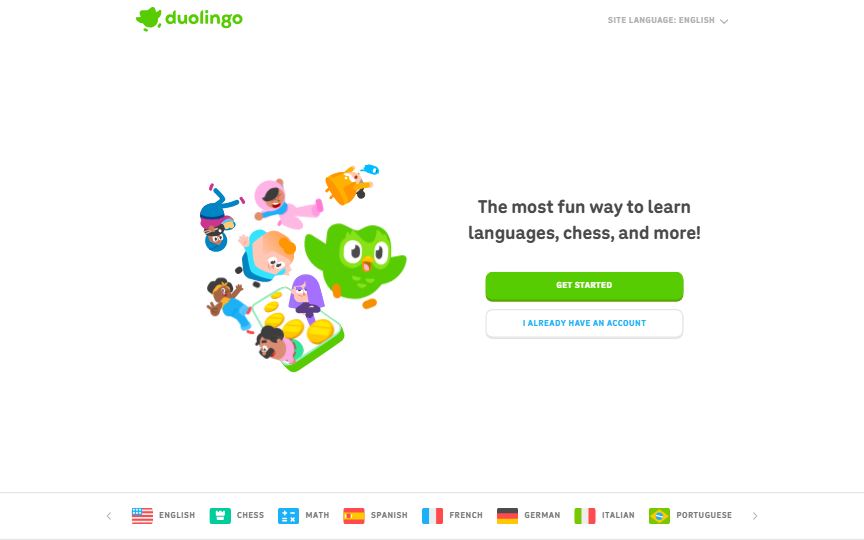 duolingo
SITE LANGUAGE: ENGLISH
The most fun way to learn
languages, chess, and more!
GET STARTED
I ALREADY HAVE AN ACCOUNT
ENGLISH CHESS MATH SPANISH FRENCH GERMAN ITALIAN PORTUGUESE